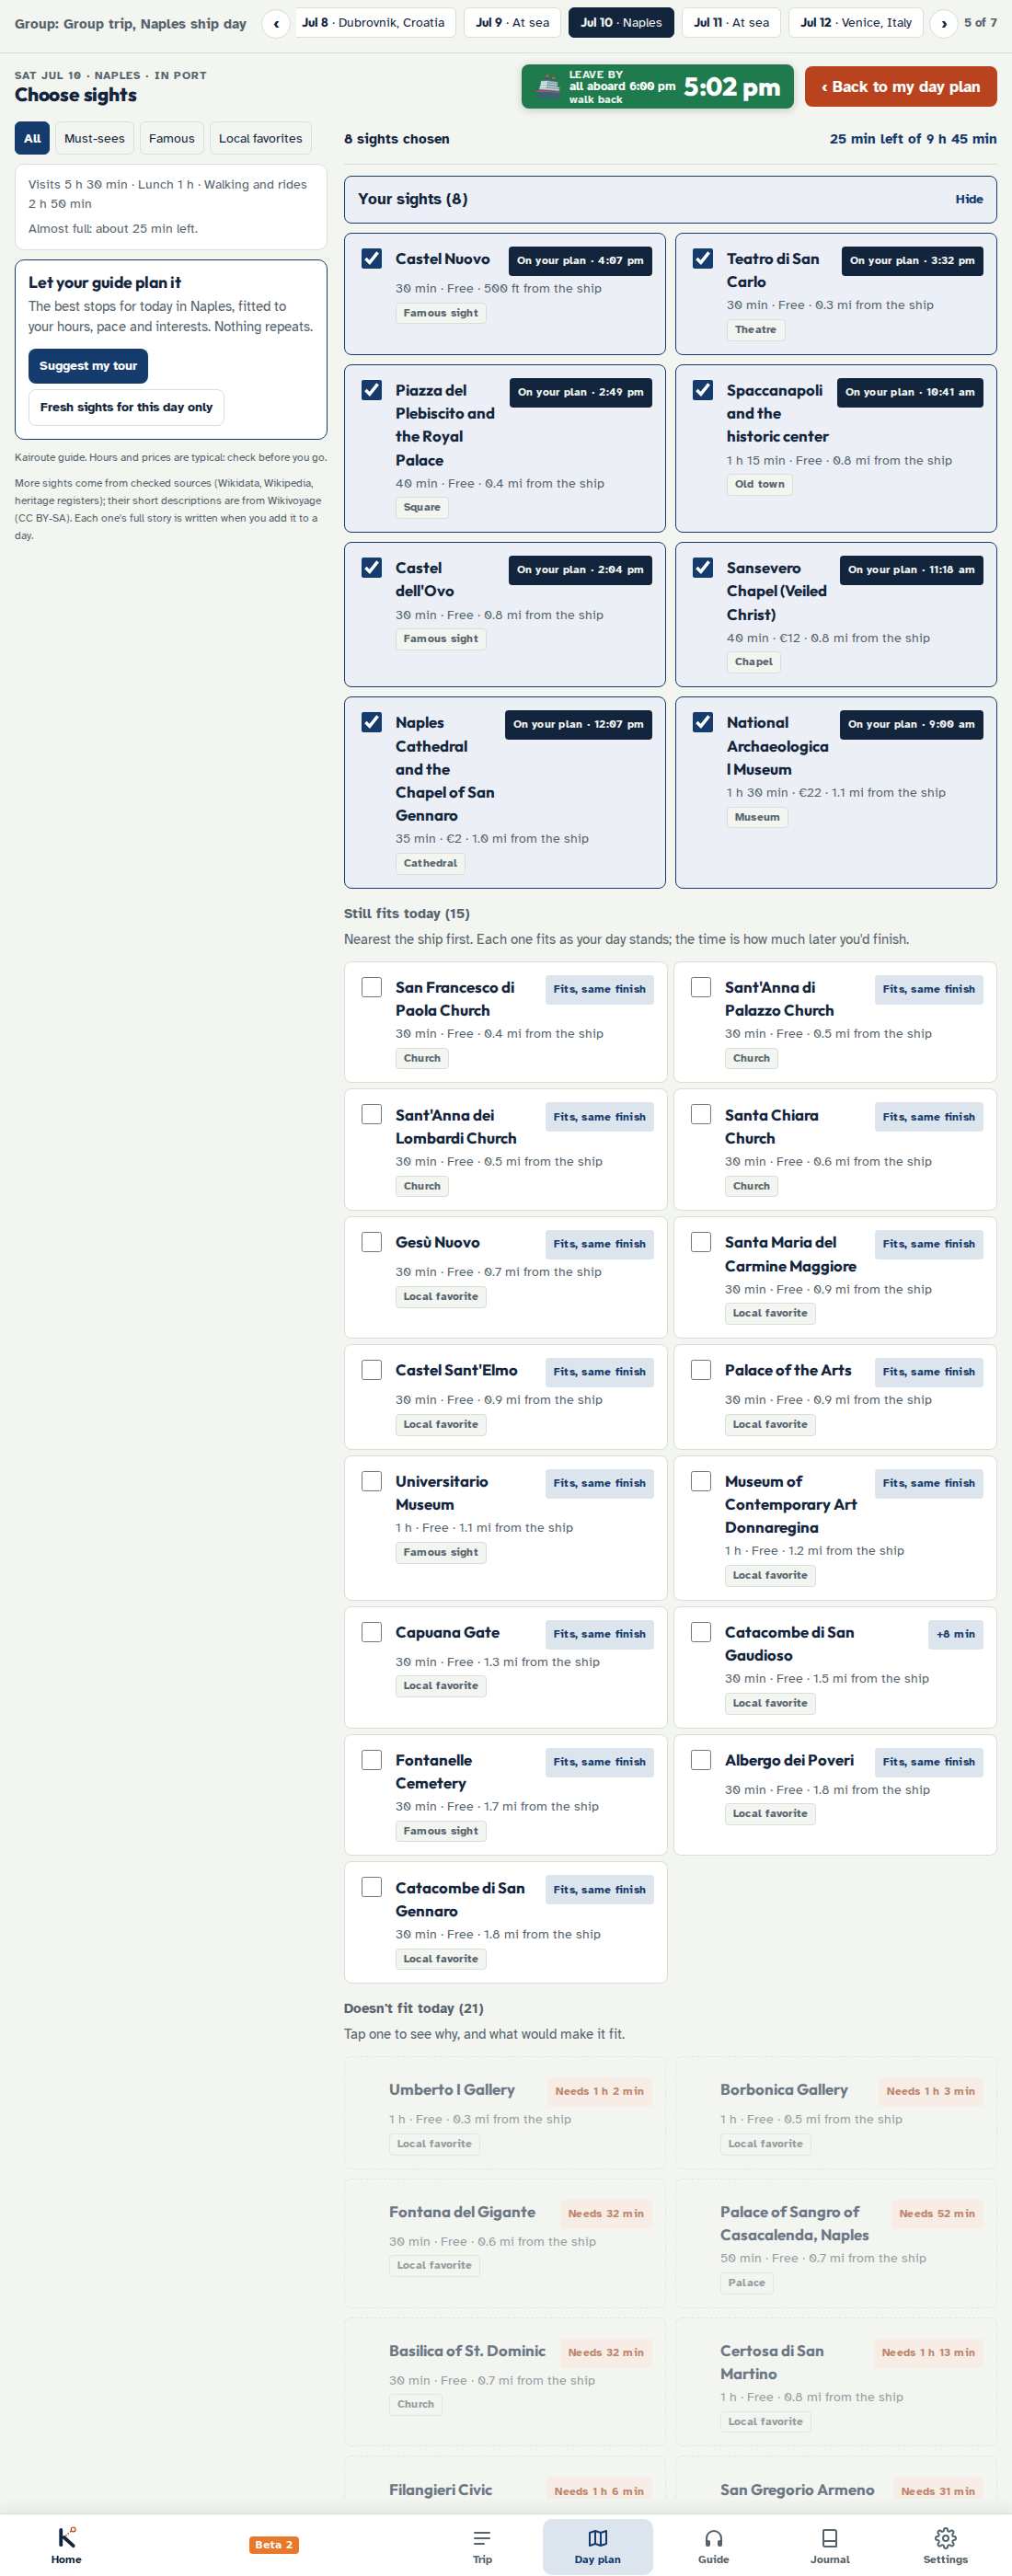 Group: Group trip, Naples ship day
‹
Jul 8 · Dubrovnik, Croatia
Jul 9 · At sea
Jul 10 · Naples
Jul 11 · At sea
Jul 12 · Venice, Italy
›
5 of 7
SAT JUL 10 · NAPLES · IN PORT
Choose sights
LEAVE BY
all aboard 6:00 pm
walk back
5:02 pm
‹ Back to my day plan
All
Must-sees
Famous
Local favorites
Visits 5 h 30 min · Lunch 1 h · Walking and rides
2 h 50 min
Almost full: about 25 min left.
Let your guide plan it
The best stops for today in Naples, fitted to
your hours, pace and interests. Nothing repeats.
Suggest my tour
Fresh sights for this day only
Kairoute guide. Hours and prices are typical: check before you go.
More sights come from checked sources (Wikidata, Wikipedia,
heritage registers); their short descriptions are from Wikivoyage
(CC BY-SA). Each one's full story is written when you add it to a
day.
8 sights chosen
25 min left of 9 h 45 min
Your sights (8)
Hide
Castel Nuovo
On your plan · 4:07 pm
30 min · Free · 500 ft from the ship
Famous sight
Teatro di San
Carlo
On your plan · 3:32 pm
30 min · Free · 0.3 mi from the ship
Theatre
Piazza del
Plebiscito and
the Royal
Palace
On your plan · 2:49 pm
40 min · Free · 0.4 mi from the ship
Square
Spaccanapoli
and the
historic center
On your plan · 10:41 am
1 h 15 min · Free · 0.8 mi from the ship
Old town
Castel
dell'Ovo
On your plan · 2:04 pm
30 min · Free · 0.8 mi from the ship
Famous sight
Sansevero
Chapel (Veiled
Christ)
On your plan · 11:18 am
40 min · €12 · 0.8 mi from the ship
Chapel
Naples
Cathedral
and the
Chapel of San
Gennaro
On your plan · 12:07 pm
35 min · €2 · 1.0 mi from the ship
Cathedral
National
Archaeologica
l Museum
On your plan · 9:00 am
1 h 30 min · €22 · 1.1 mi from the ship
Museum
Still fits today (15)
Nearest the ship first. Each one fits as your day stands; the time is how much later you'd finish.
San Francesco di
Paola Church
Fits, same finish
30 min · Free · 0.4 mi from the ship
Church
Sant'Anna di
Palazzo Church
Fits, same finish
30 min · Free · 0.5 mi from the ship
Church
Sant'Anna dei
Lombardi Church
Fits, same finish
30 min · Free · 0.5 mi from the ship
Church
Santa Chiara
Church
Fits, same finish
30 min · Free · 0.6 mi from the ship
Church
Gesù Nuovo
Fits, same finish
30 min · Free · 0.7 mi from the ship
Local favorite
Santa Maria del
Carmine Maggiore
Fits, same finish
30 min · Free · 0.9 mi from the ship
Local favorite
Castel Sant'Elmo
Fits, same finish
30 min · Free · 0.9 mi from the ship
Local favorite
Palace of the Arts
Fits, same finish
30 min · Free · 0.9 mi from the ship
Local favorite
Universitario
Museum
Fits, same finish
1 h · Free · 1.1 mi from the ship
Famous sight
Museum of
Contemporary Art
Donnaregina
Fits, same finish
1 h · Free · 1.2 mi from the ship
Local favorite
Capuana Gate
Fits, same finish
30 min · Free · 1.3 mi from the ship
Local favorite
Catacombe di San
Gaudioso
+8 min
30 min · Free · 1.5 mi from the ship
Local favorite
Fontanelle
Cemetery
Fits, same finish
30 min · Free · 1.7 mi from the ship
Famous sight
Albergo dei Poveri
Fits, same finish
30 min · Free · 1.8 mi from the ship
Local favorite
Catacombe di San
Gennaro
Fits, same finish
30 min · Free · 1.8 mi from the ship
Local favorite
Doesn't fit today (21)
Tap one to see why, and what would make it fit.
Umberto I Gallery
Needs 1 h 2 min
1 h · Free · 0.3 mi from the ship
Local favorite
Borbonica Gallery
Needs 1 h 3 min
1 h · Free · 0.5 mi from the ship
Local favorite
Fontana del Gigante
Needs 32 min
30 min · Free · 0.6 mi from the ship
Local favorite
Palace of Sangro of
Casacalenda, Naples
Needs 52 min
50 min · Free · 0.7 mi from the ship
Palace
Basilica of St. Dominic
Needs 32 min
30 min · Free · 0.7 mi from the ship
Church
Certosa di San
Martino
Needs 1 h 13 min
1 h · Free · 0.8 mi from the ship
Local favorite
Filangieri Civic
Needs 1 h 6 min
San Gregorio Armeno
Needs 31 min
Home
Beta 2
Trip
Day plan
Guide
Journal
Settings